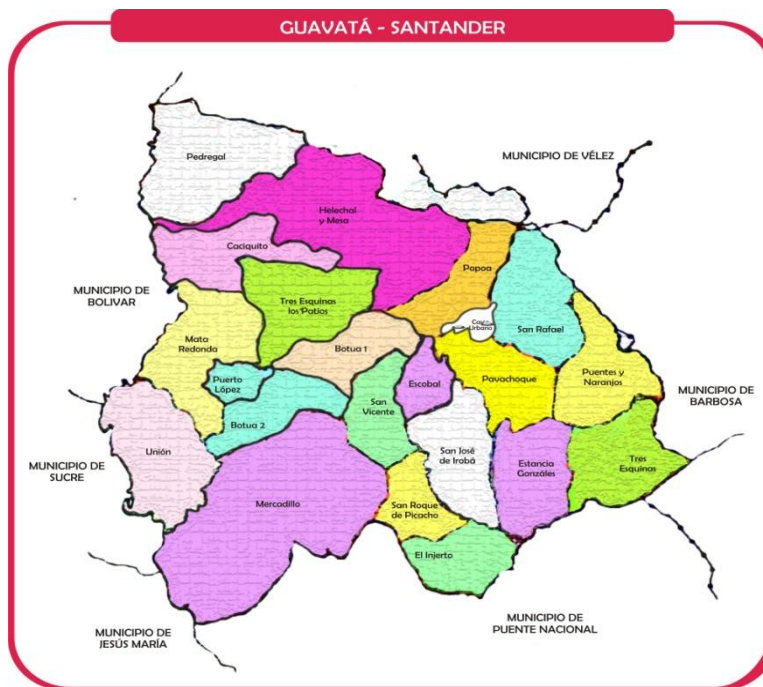 GUAVATÁ - SANTANDER
Pedregal
MUNICIPIO DE VÉLEZ
Helechal
y Mesa
Caciquito
Popoa
MUNICIPIO DE
BOLIVAR
Tres Esquinas
los Patios
San Rafael
Casco
Urbano
Mata
Redonda
Botua 1
Puerto
López
Escobal
Pavachoque
Puentes y
Naranjos
MUNICIPIO DE
BARBOSA
San
Vicente
Botua 2
Unión
San José
de Irobá
Estancia
Gonzáles
Tres
Esquinas
MUNICIPIO DE
SUCRE
Mercadillo
San Roque
de Picacho
El Injerto
MUNICIPIO DE
JESÚS MARÍA
MUNICIPIO DE
PUENTE NACIONAL